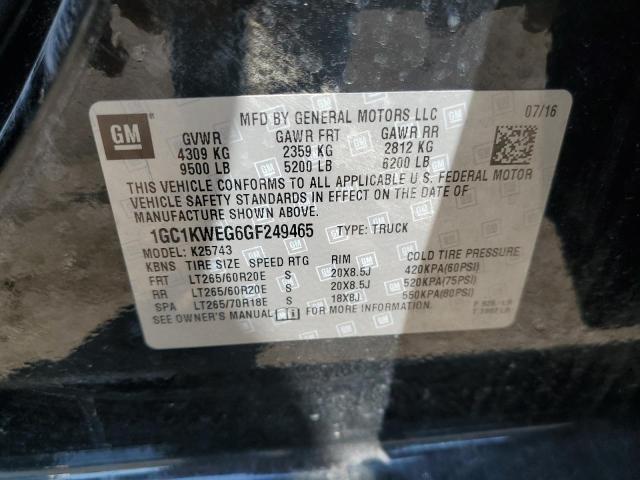 GM
MFD BY GENERAL MOTORS LLC 07/16
GVWR GAWR FRT GAWR RR
4309 KG 2359 KG 2812 KG
9500 LB 5200 LB 6200 LB
THIS VEHICLE CONFORMS TO ALL APPLICABLE U.S. FEDERAL MOTOR
VEHICLE SAFETY STANDARDS IN EFFECT ON THE DATE OF
MANUFACTURE SHOWN ABOVE.
1GC1KWEG6GF249465 TYPE: TRUCK
MODEL: K25743
KBNS TIRE SIZE SPEED RTG RIM COLD TIRE PRESSURE
FRT LT265/60R20E S 20X8.5J 420KPA(60PSI)
RR LT265/60R20E S 20X8.5J 520KPA(75PSI)
SPA LT265/70R18E S 18X8J 550KPA(80PSI)
SEE OWNER'S MANUAL i FOR MORE INFORMATION.